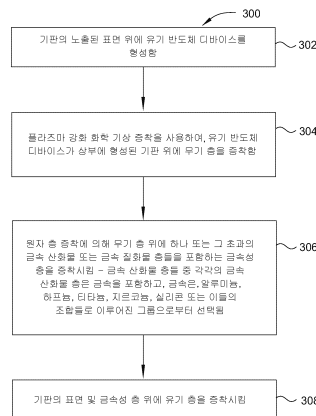 300
기판의 노출된 표면 위에 유기 반도체 디바이스를
형성함
302
플라즈마 강화 화학 기상 증착을 사용하여, 유기 반도체
디바이스가 상부에 형성된 기판 위에 무기 층을 증착함
304
원자 층 증착에 의해 무기 층 위에 하나 또는 그 초과의
금속 산화물 또는 금속 질화물 층들을 포함하는 금속성
층을 증착시킴 - 금속 산화물 층들 중 각각의 금속
산화물 층은 금속을 포함하고, 금속은, 알루미늄,
하프늄, 티타늄, 지르코늄, 실리콘 또는 이들의
조합들로 이루어진 그룹으로부터 선택됨
306
기판의 표면 및 금속성 층 위에 유기 층을 증착시킴
308